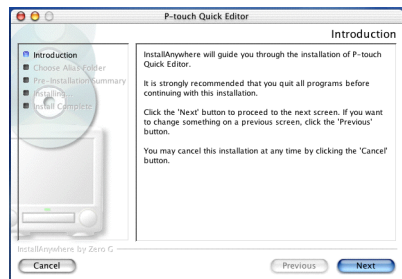 P-touch Quick Editor
Introduction
Introduction
Choose Alias Folder
Pre-Installation Summary
Installing...
Install Complete
InstallAnywhere will guide you through the installation of P-touch
Quick Editor.
It is strongly recommended that you quit all programs before
continuing with this installation.
Click the 'Next' button to proceed to the next screen. If you want
to change something on a previous screen, click the 'Previous'
button.
You may cancel this installation at any time by clicking the 'Cancel'
button.
InstallAnywhere by Zero G
Cancel
Previous
Next